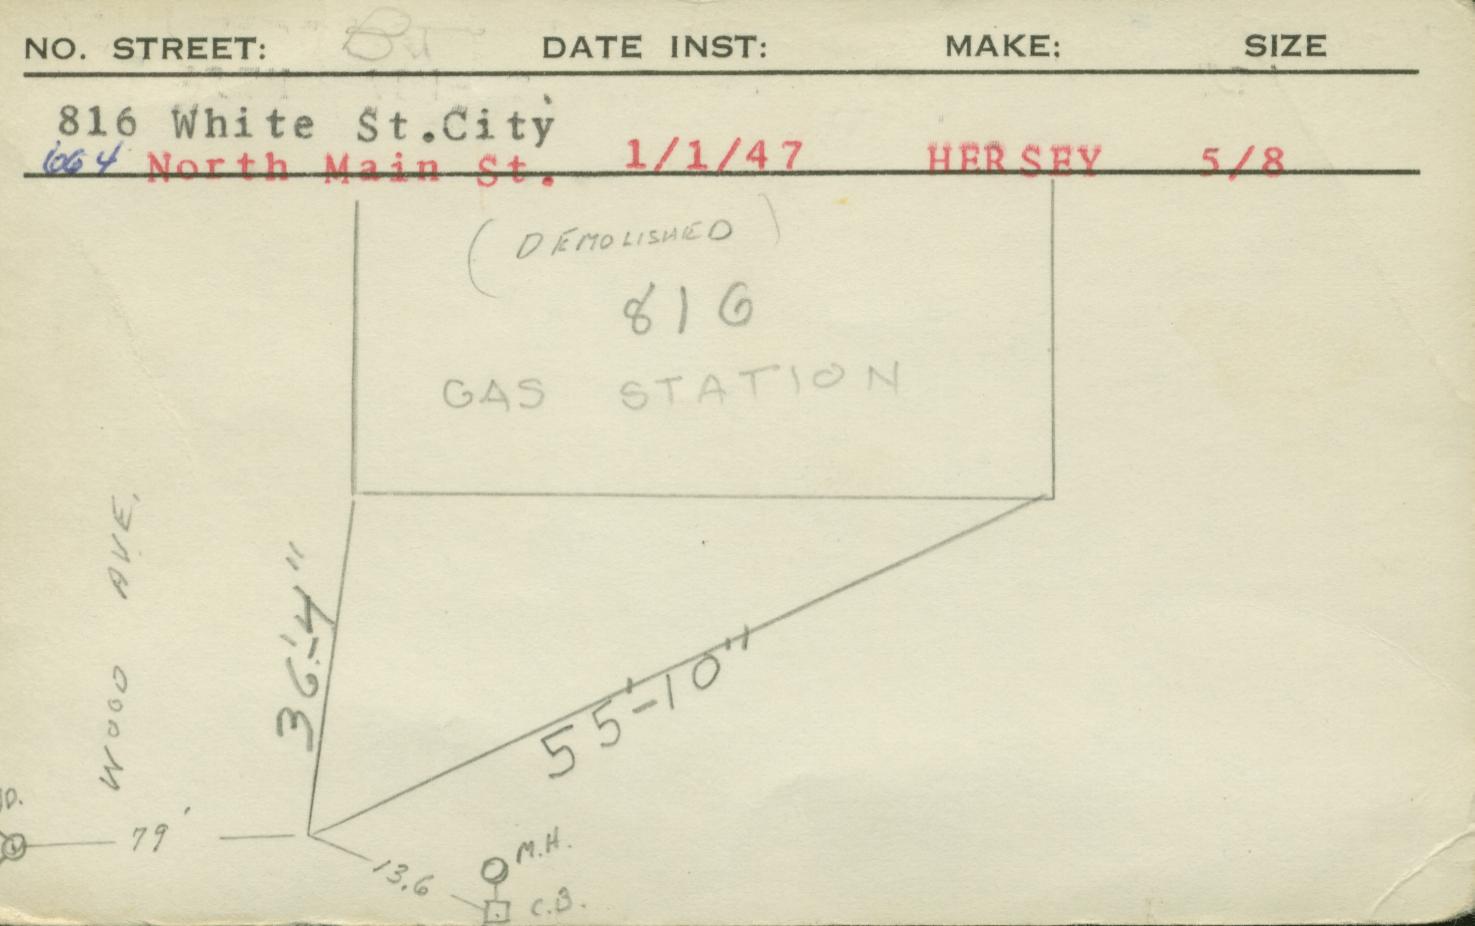 NO. STREET: DATE INST: MAKE: SIZE
816 White St.City
664 North Main St. 1/1/47 HERSEY 5/8
(DEMOLISHED)
816
GAS STATION
WOOD AVE.
36'-4"
55'-10"
79'
13.6
M.H.
C.B.